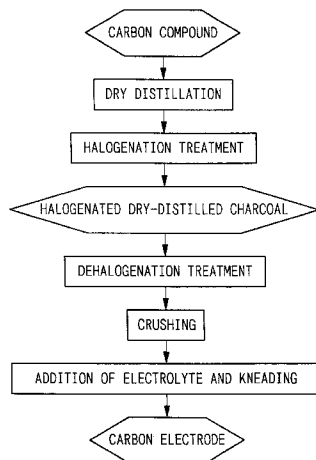 CARBON COMPOUND
DRY DISTILLATION
HALOGENATION TREATMENT
HALOGENATED DRY-DISTILLED CHARCOAL
DEHALOGENATION TREATMENT
CRUSHING
ADDITION OF ELECTROLYTE AND KNEADING
CARBON ELECTRODE